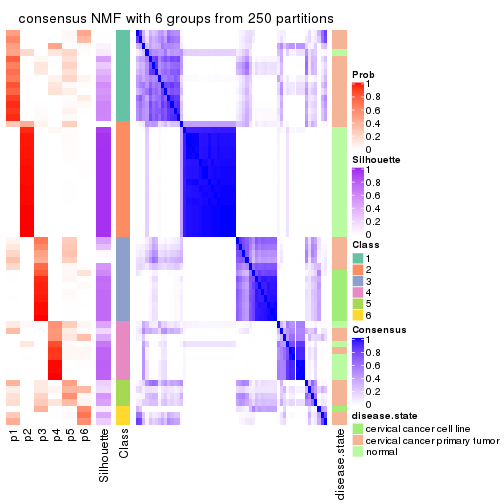 consensus NMF with 6 groups from 250 partitions
Prob
1
0.8
0.6
0.4
0.2
0
Silhouette
1
0.8
0.6
0.4
0.2
0
Class
1
2
3
4
5
6
Consensus
1
0.8
0.6
0.4
0.2
0
disease.state
cervical cancer cell line
cervical cancer primary tumor
normal
p1
p2
p3
p4
p5
p6
Silhouette
Class
disease.state